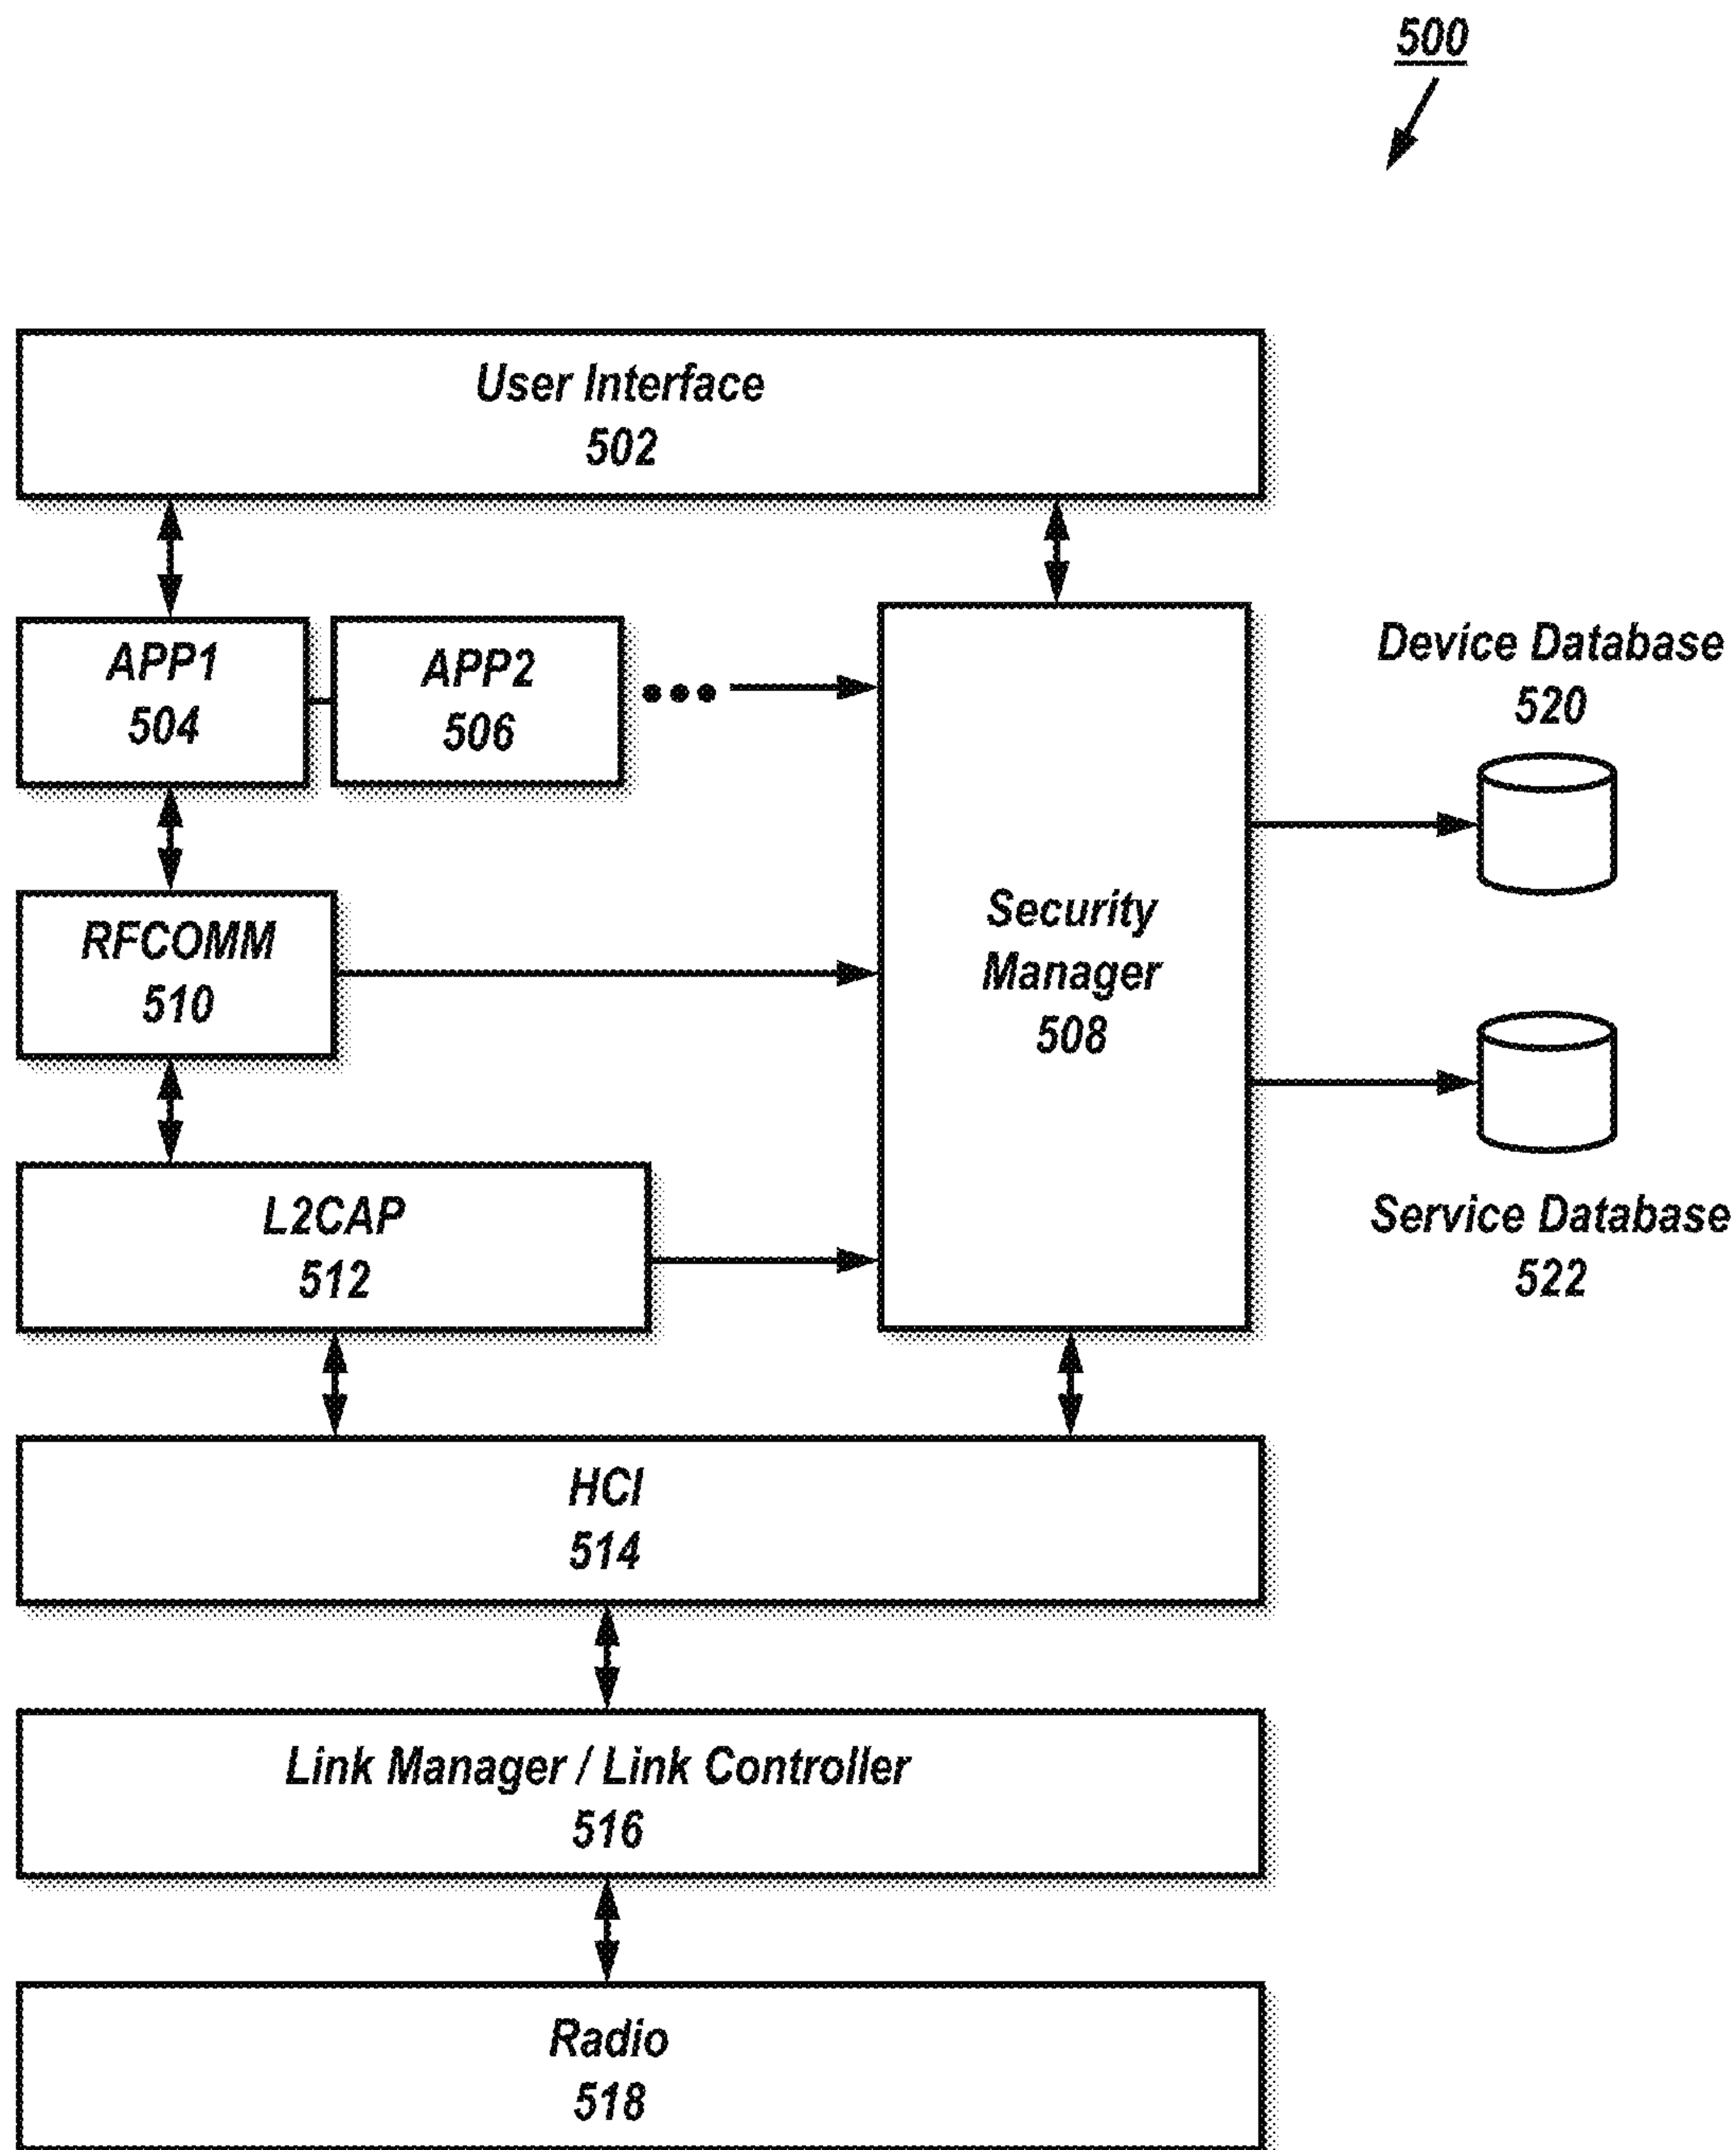 500
User Interface
502
APP1
504
APP2
506
Device Database
520
RFCOMM
510
Security
Manager
508
L2CAP
512
Service Database
522
HCI
514
Link Manager / Link Controller
516
Radio
518